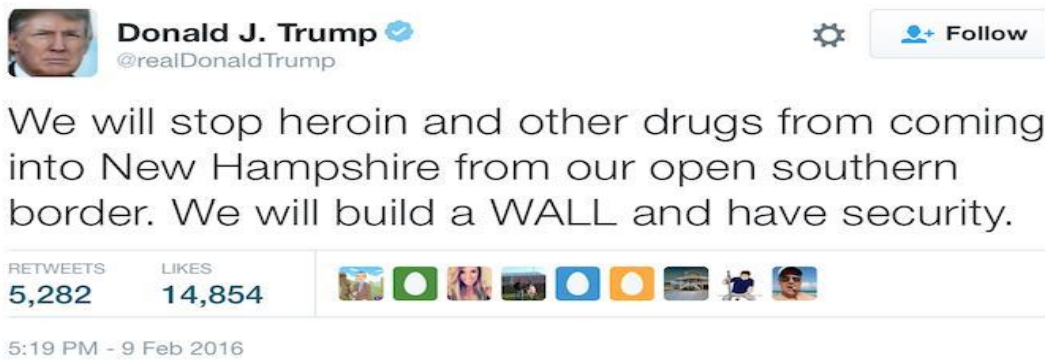 Donald J. Trump
Follow
@realDonaldTrump
We will stop heroin and other drugs from coming
into New Hampshire from our open southern
border. We will build a WALL and have security.
RETWEETS LIKES
5,282 14,854
5:19 PM - 9 Feb 2016